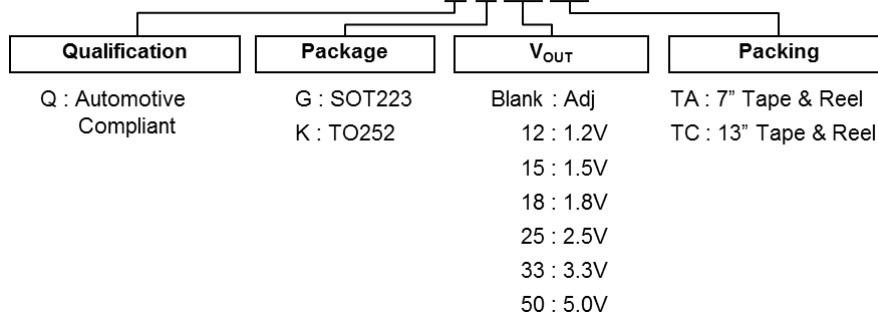 Qualification
Package
VOUT
Packing
Q : Automotive
Compliant
G : SOT223
K : TO252
Blank : Adj
12 : 1.2V
15 : 1.5V
18 : 1.8V
25 : 2.5V
33 : 3.3V
50 : 5.0V
TA : 7” Tape & Reel
TC : 13” Tape & Reel